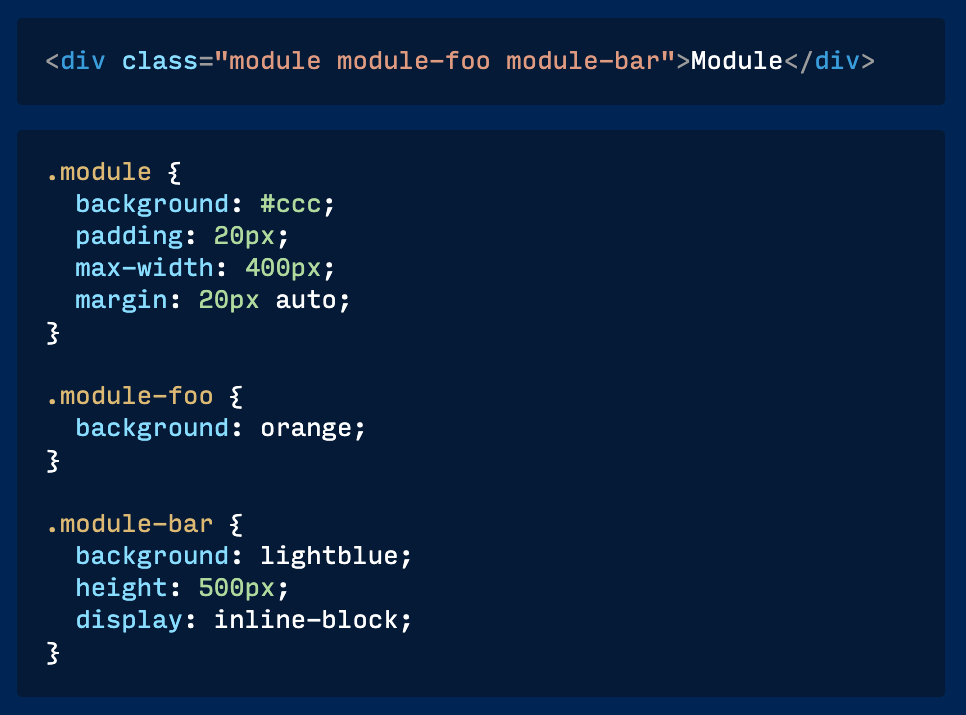 <div class="module module-foo module-bar">Module</div>
.module {
  background: #ccc;
  padding: 20px;
  max-width: 400px;
  margin: 20px auto;
}
.module-foo {
  background: orange;
}
.module-bar {
  background: lightblue;
  height: 500px;
  display: inline-block;
}